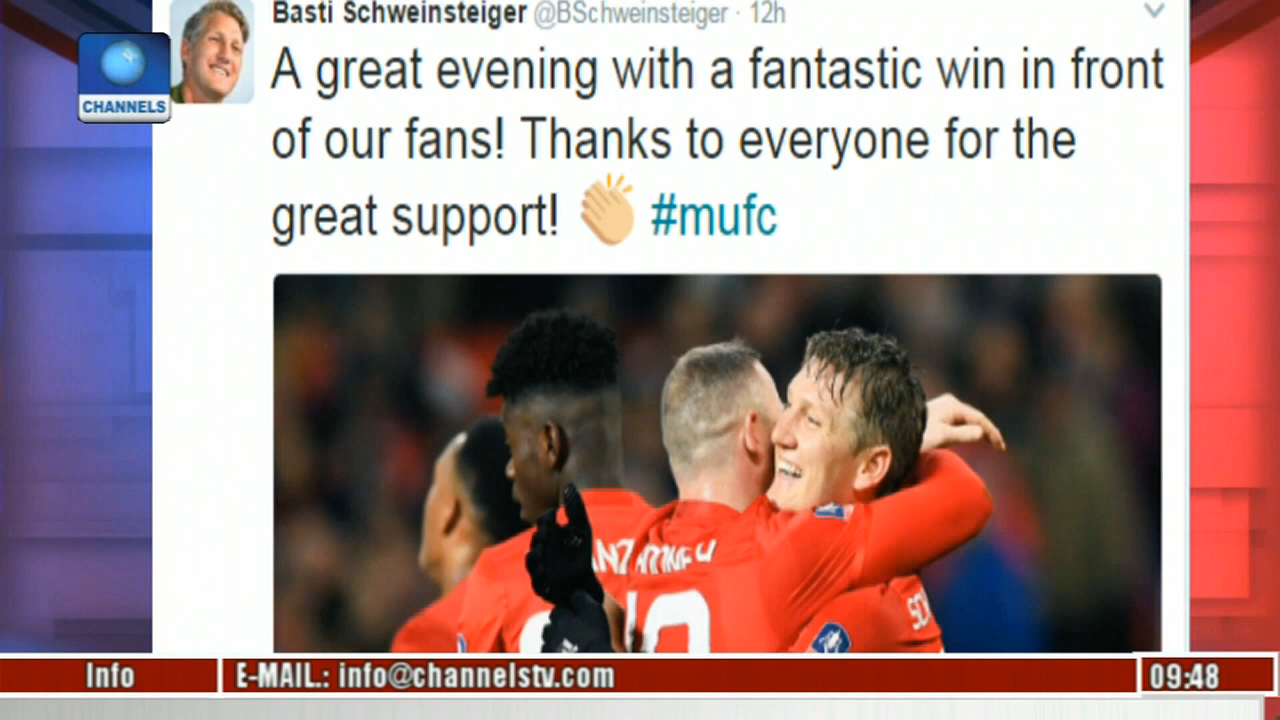 Basti Schweinsteiger @BSchweinsteiger · 12h
CHANNELS
A great evening with a fantastic win in front
of our fans! Thanks to everyone for the
great support! 👏🏼 #mufc
Info
E-MAIL.: info@channelstv.com
09:48